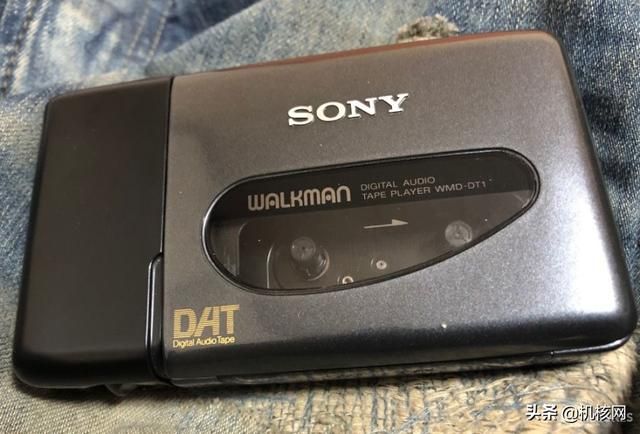 SONY
WALKMAN
DIGITAL AUDIO
TAPE PLAYER WMD-DT1
DAT
Digital Audio Tape
头条 @机核网